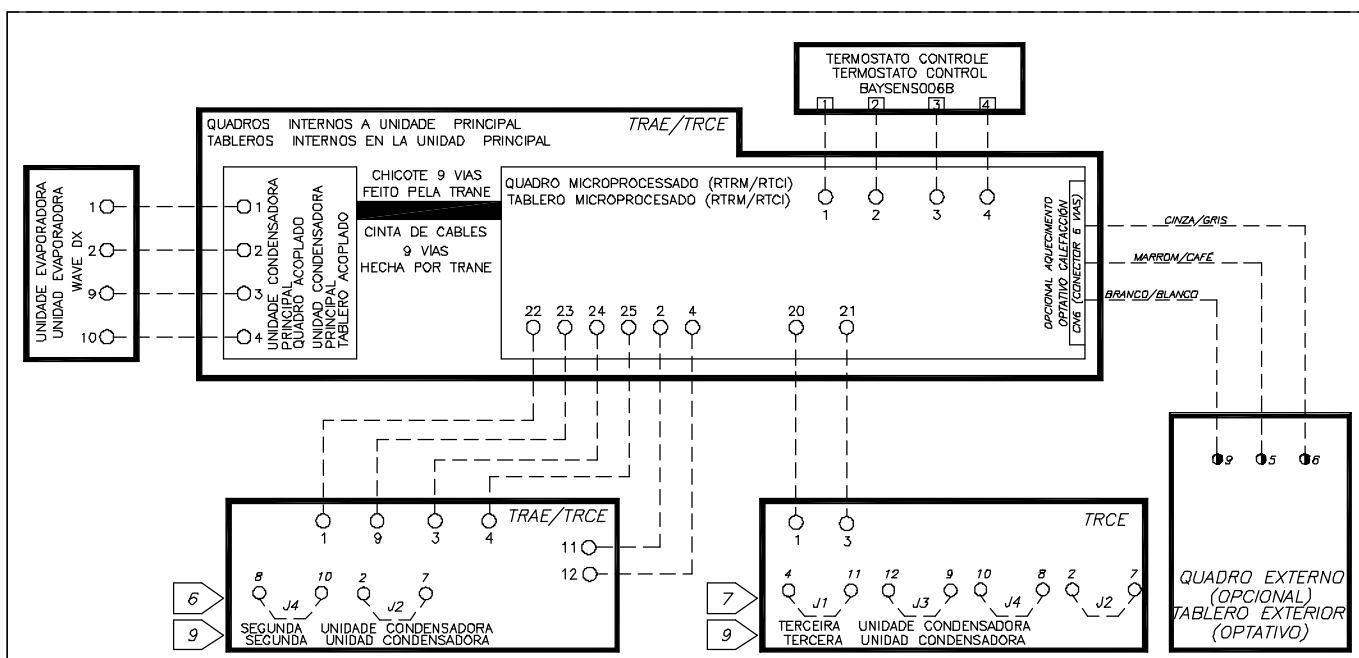 TERMOSTATO CONTROLE
TERMOSTATO CONTROL
BAYSENS006B
1 2 3 4
QUADROS INTERNOS A UNIDADE PRINCIPAL
TABLEROS INTERNOS EN LA UNIDAD PRINCIPAL
TRAE/TRCE
UNIDADE EVAPORADORA
UNIDAD EVAPORADORA
WAVE DX
1
2
9
10
1
2
3
4
UNIDADE CONDENSADORA
PRINCIPAL
QUADRO ACOPLADO
UNIDAD CONDENSADORA
PRINCIPAL
TABLERO ACOPLADO
CHICOTE 9 VIAS
FEITO PELA TRANE
CINTA DE CABLES
9 VÍAS
HECHA POR TRANE
QUADRO MICROPROCESSADO (RTRM/RTCI)
TABLERO MICROPROCESADO (RTRM/RTCI)
1 2 3 4
22 23 24 25 2 4 20 21
OPCIONAL AQUECIMENTO
OPTATIVO CALEFACCIÓN
CN6 (CONECTOR 6 VIAS)
CINZA/GRIS
MARROM/CAFÉ
BRANCO/BLANCO
9 5 6
QUADRO EXTERNO
(OPCIONAL)
TABLERO EXTERIOR
(OPTATIVO)
TRAE/TRCE
1 9 3 4
11
12
8 10 2 7
J4 J2
6
9
SEGUNDA UNIDADE CONDENSADORA
SEGUNDA UNIDAD CONDENSADORA
TRCE
1 3
4 11 12 9 10 8 2 7
J1 J3 J4 J2
7
9
TERCEIRA UNIDADE CONDENSADORA
TERCERA UNIDAD CONDENSADORA